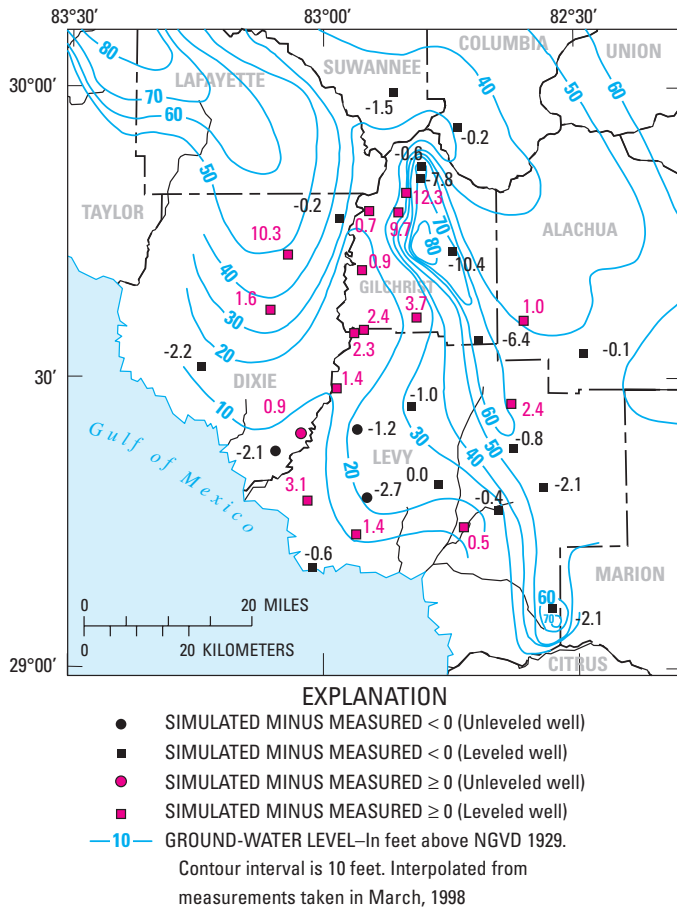 83°30' 83°00' 82°30'
COLUMBIA
UNION
80
SUWANNEE
40
50
60
LAFAYETTE
30°00'
70
-1.5
60
-0.2
50
-0.6
-7.8
TAYLOR
-0.2
12.3
0.7
9.7
70
ALACHUA
10.3
80
-10.4
40
0.9
GILCHRIST
1.6
30
3.7
1.0
2.4
20
2.3
-6.4
-0.1
-2.2
30'
1.4
DIXIE
10
0.9
-1.0
60
2.4
-1.2
30
50
-0.8
-2.1
LEVY
40
Gulf of Mexico
20
0.0
-2.1
3.1
-2.7
-0.4
1.4
0.5
-0.6
MARION
0 20 MILES
60
70
-2.1
0 20 KILOMETERS
29°00'
CITRUS
EXPLANATION
SIMULATED MINUS MEASURED < 0 (Unleveled well)
SIMULATED MINUS MEASURED < 0 (Leveled well)
SIMULATED MINUS MEASURED ≥ 0 (Unleveled well)
SIMULATED MINUS MEASURED ≥ 0 (Leveled well)
10 GROUND-WATER LEVEL–In feet above NGVD 1929.
Contour interval is 10 feet. Interpolated from
measurements taken in March, 1998